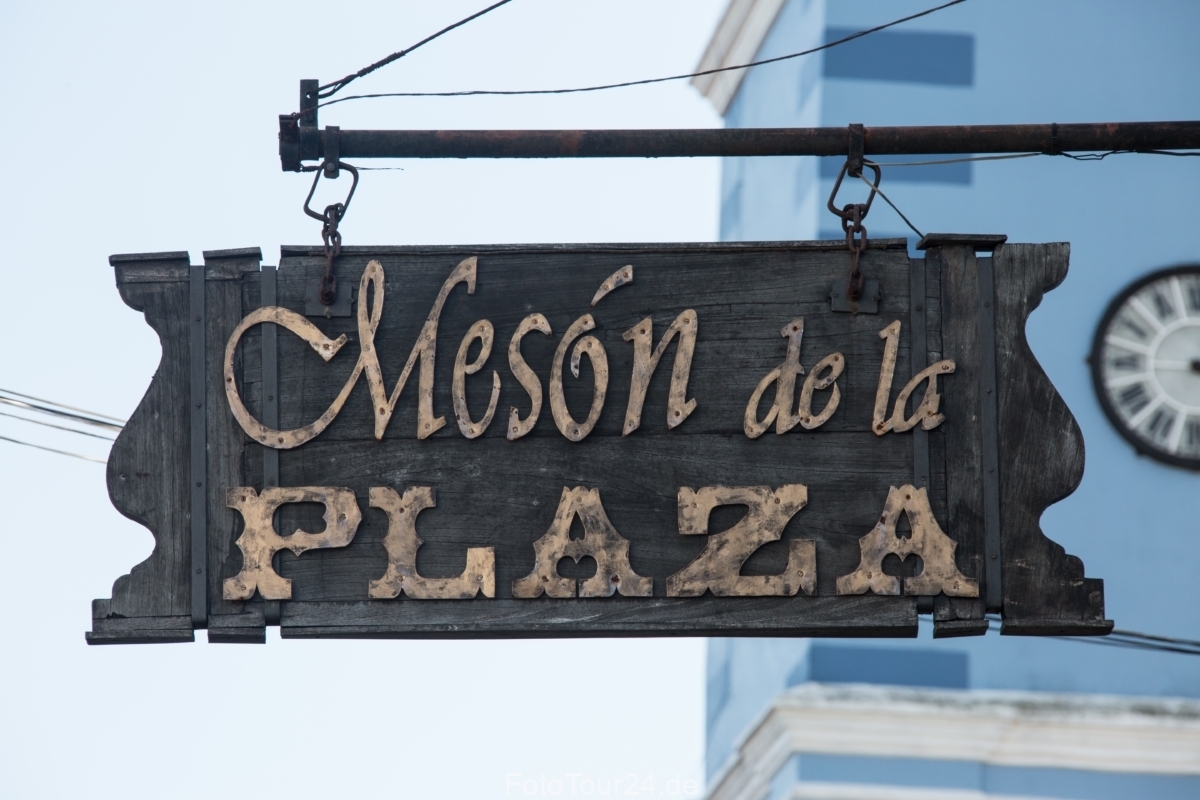 Mesón de la
PLAZA
FotoTour24.de